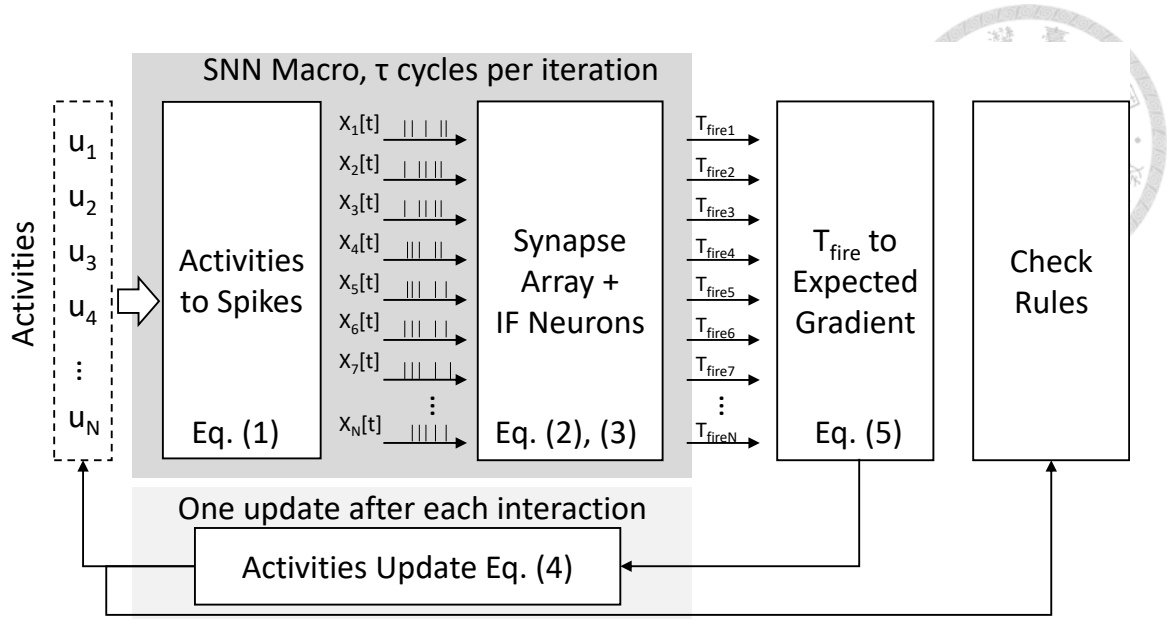 SNN Macro, τ cycles per iteration
Activities
u1
u2
u3
u4
⋮
uN
Activities
to Spikes
Eq. (1)
X1[t]
X2[t]
X3[t]
X4[t]
X5[t]
X6[t]
X7[t]
⋮
XN[t]
Synapse
Array +
IF Neurons
Eq. (2), (3)
Tfire1
Tfire2
Tfire3
Tfire4
Tfire5
Tfire6
Tfire7
⋮
TfireN
Tfire to
Expected
Gradient
Eq. (5)
Check
Rules
One update after each interaction
Activities Update Eq. (4)